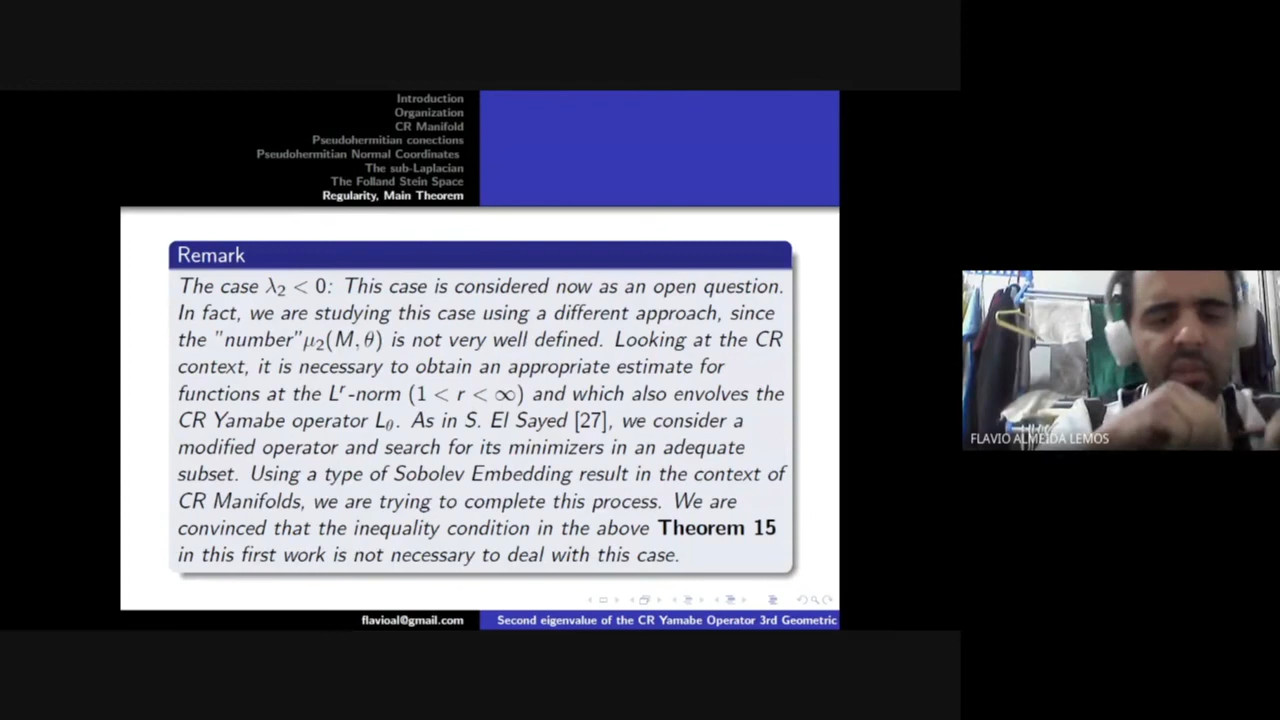 Introduction
Organization
CR Manifold
Pseudohermitian conections
Pseudohermitian Normal Coordinates
The sub-Laplacian
The Folland Stein Space
Regularity, Main Theorem
Remark
The case λ₂ < 0: This case is considered now as an open question.
In fact, we are studying this case using a different approach, since
the "number"μ₂(M, θ) is not very well defined. Looking at the CR
context, it is necessary to obtain an appropriate estimate for
functions at the Lʳ-norm (1 < r < ∞) and which also envolves the
CR Yamabe operator L_θ. As in S. El Sayed [27], we consider a
modified operator and search for its minimizers in an adequate
subset. Using a type of Sobolev Embedding result in the context of
CR Manifolds, we are trying to complete this process. We are
convinced that the inequality condition in the above Theorem 15
in this first work is not necessary to deal with this case.
flavioal@gmail.com
Second eigenvalue of the CR Yamabe Operator 3rd Geometric
FLAVIO ALMEIDA LEMOS